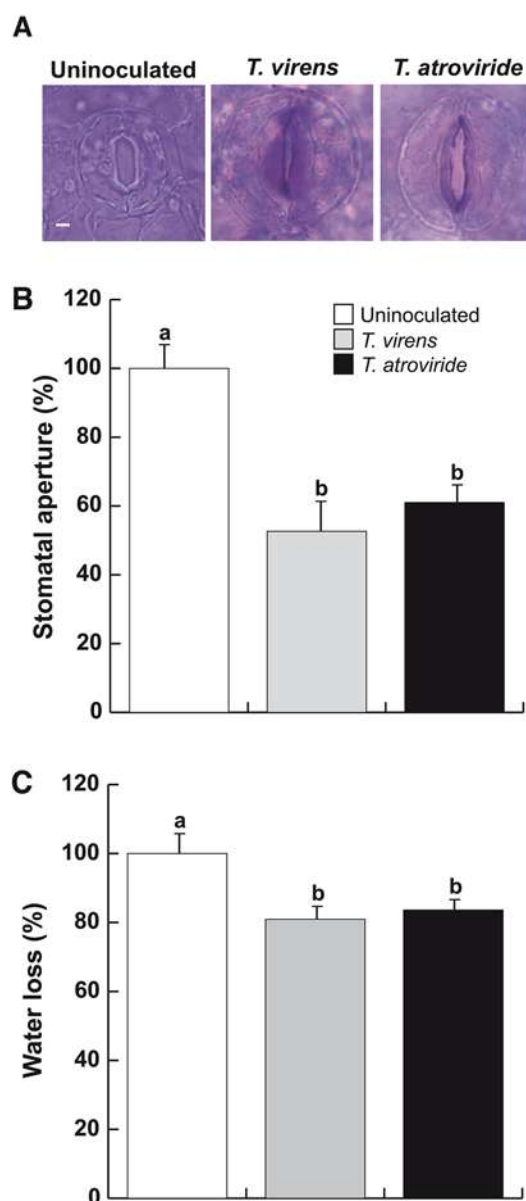 A
Uninoculated T. virens T. atroviride
B
120
100
80
60
40
20
0
Stomatal aperture (%)
a
b
b
Uninoculated
T. virens
T. atroviride
C
120
100
80
60
40
20
0
Water loss (%)
a
b
b